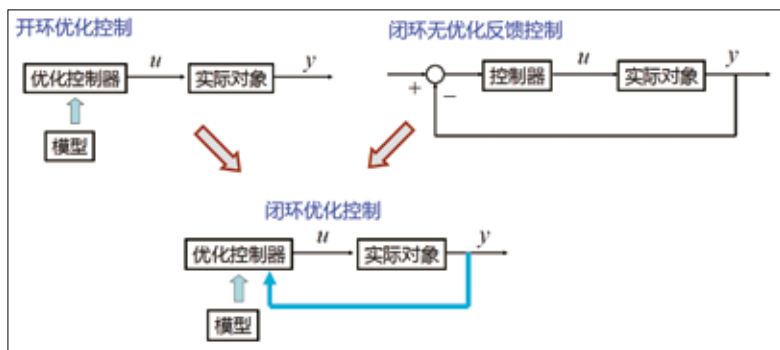 开环优化控制
优化控制器
u
实际对象
y
模型
闭环无优化反馈控制
+
−
控制器
u
实际对象
y
闭环优化控制
优化控制器
u
实际对象
y
模型